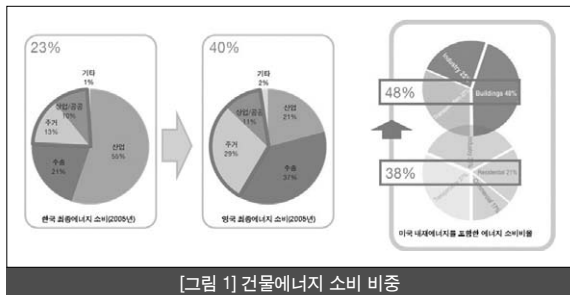 23%
기타
1%
상업/공공
10%
주거
13%
산업
55%
수송
21%
한국 최종에너지 소비(2005년)
40%
기타
2%
상업/공공
11%
산업
21%
주거
29%
수송
37%
영국 최종에너지 소비(2005년)
Buildings 48%
48%
38%
Residential 21%
미국 내재에너지를 포함한 에너지 소비비율
[그림 1] 건물에너지 소비 비중